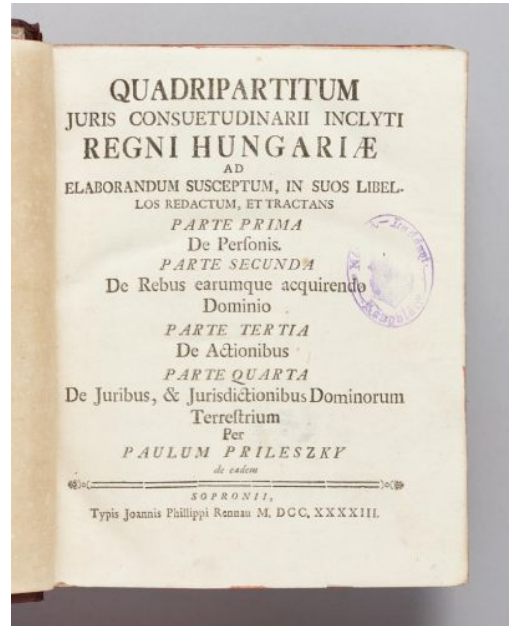 QUADRIPARTITUM
JURIS CONSUETUDINARII INCLYTI
REGNI HUNGARIÆ
AD
ELABORANDUM SUSCEPTUM, IN SUOS LIBEL-
LOS REDACTUM, ET TRACTANS
PARTE PRIMA
De Perſonis.
PARTE SECUNDA
De Rebus earumque acquirendo
Dominio
PARTE TERTIA
De Actionibus
PARTE QUARTA
De Juribus, & Jurisdictionibus Dominorum
Terreſtrium
Per
PAULUM PRILESZKY
de eadem
SOPRONII,
Typis Joannis Phillippi Rennau M. DCC. XXXXIII.